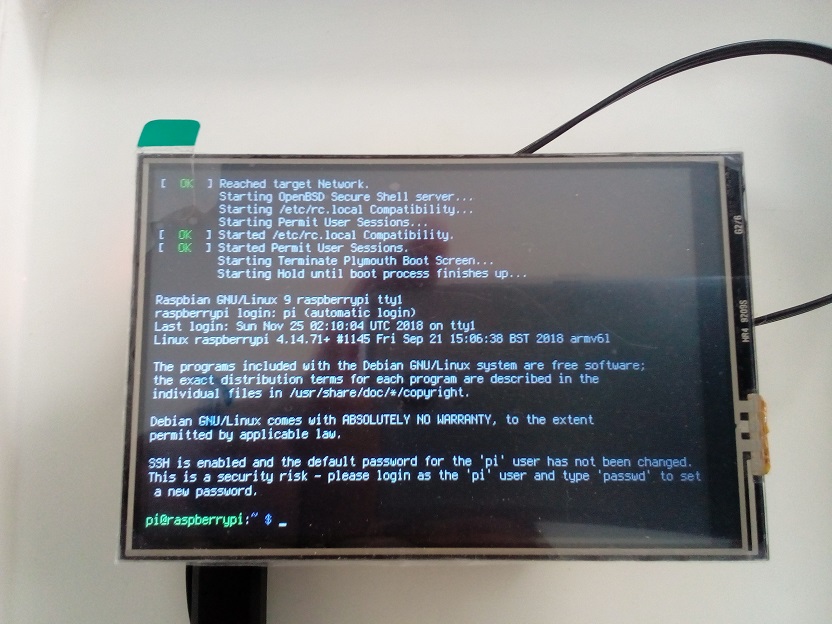 [  OK  ] Reached target Network.
Starting OpenBSD Secure Shell server...
Starting /etc/rc.local Compatibility...
Starting Permit User Sessions...
[  OK  ] Started /etc/rc.local Compatibility.
[  OK  ] Started Permit User Sessions.
Starting Terminate Plymouth Boot Screen...
Starting Hold until boot process finishes up...
Raspbian GNU/Linux 9 raspberrypi tty1
raspberrypi login: pi (automatic login)
Last login: Sun Nov 25 02:10:04 UTC 2018 on tty1
Linux raspberrypi 4.14.71+ #1145 Fri Sep 21 15:06:38 BST 2018 armv6l
The programs included with the Debian GNU/Linux system are free software;
the exact distribution terms for each program are described in the
individual files in /usr/share/doc/*/copyright.
Debian GNU/Linux comes with ABSOLUTELY NO WARRANTY, to the extent
permitted by applicable law.
SSH is enabled and the default password for the 'pi' user has not been changed.
This is a security risk - please login as the 'pi' user and type 'passwd' to set
a new password.
pi@raspberrypi:~ $ _